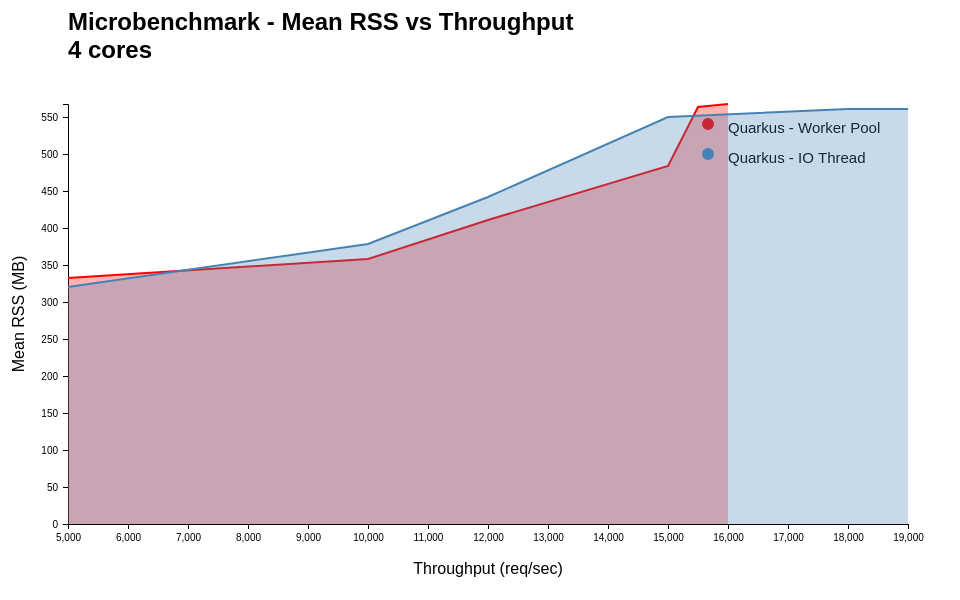 Microbenchmark - Mean RSS vs Throughput
4 cores
550
500
450
400
350
300
250
200
150
100
50
0
Mean RSS (MB)
Quarkus - Worker Pool
Quarkus - IO Thread
5,000 6,000 7,000 8,000 9,000 10,000 11,000 12,000 13,000 14,000 15,000 16,000 17,000 18,000 19,000
Throughput (req/sec)